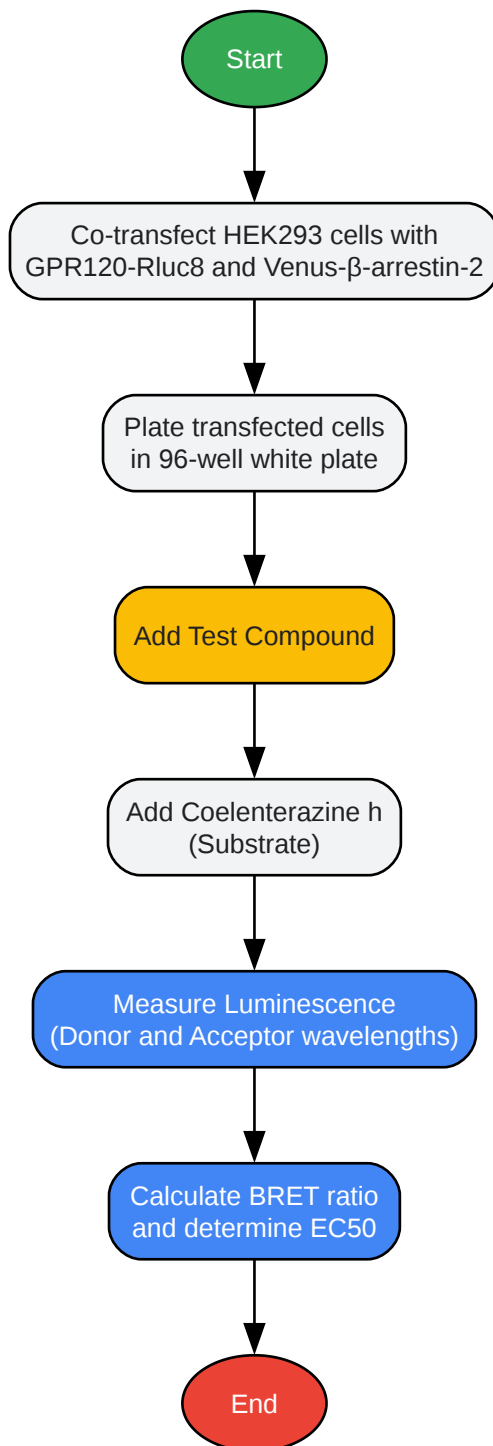 Start
Co-transfect HEK293 cells with
GPR120-Rluc8 and Venus-β-arrestin-2
Plate transfected cells
in 96-well white plate
Add Test Compound
Add Coelenterazine h
(Substrate)
Measure Luminescence
(Donor and Acceptor wavelengths)
Calculate BRET ratio
and determine EC50
End